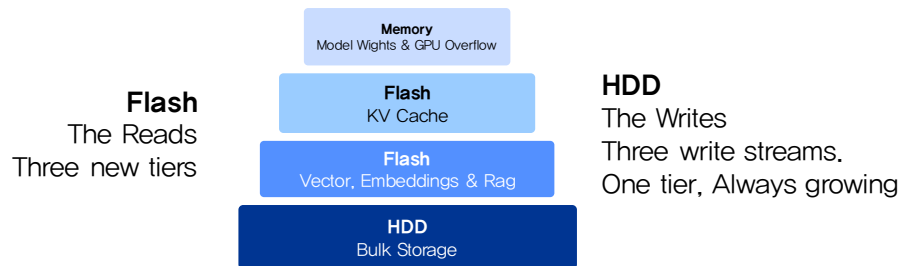 Memory
Model Wights & GPU Overflow
Flash
KV Cache
Flash
Vector, Embeddings & Rag
HDD
Bulk Storage
Flash
The Reads
Three new tiers
HDD
The Writes
Three write streams.
One tier, Always growing